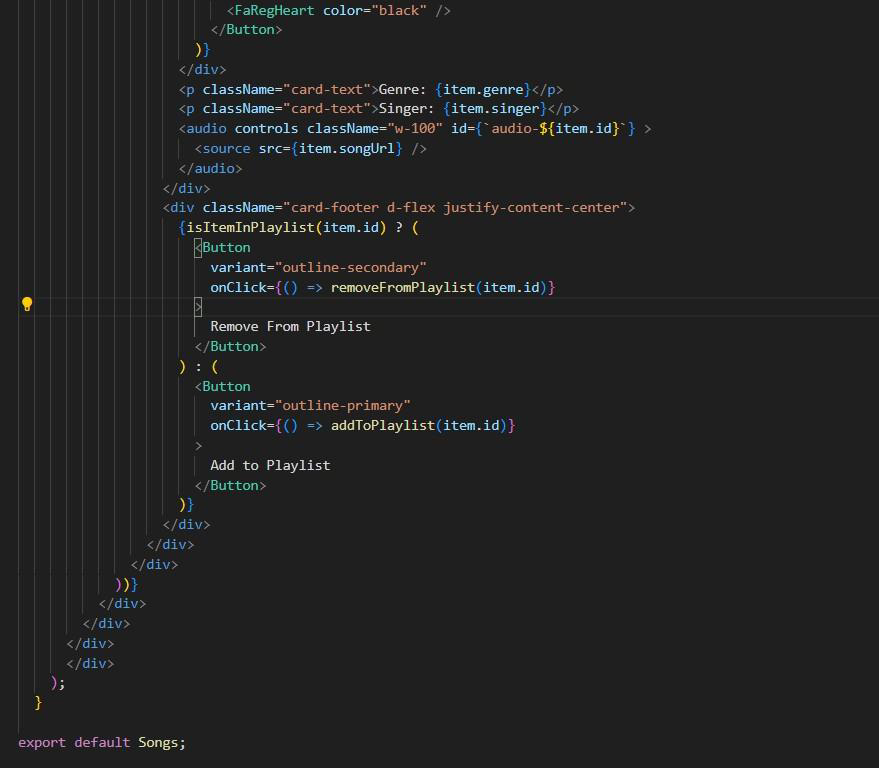 <FaRegHeart color="black" />
</Button>
)}
</div>
<p className="card-text">Genre: {item.genre}</p>
<p className="card-text">Singer: {item.singer}</p>
<audio controls className="w-100" id={`audio-${item.id}`} >
<source src={item.songUrl} />
</audio>
</div>
<div className="card-footer d-flex justify-content-center">
{isItemInPlaylist(item.id) ? (
<Button
variant="outline-secondary"
onClick={() => removeFromPlaylist(item.id)}
>
Remove From Playlist
</Button>
) : (
<Button
variant="outline-primary"
onClick={() => addToPlaylist(item.id)}
>
Add to Playlist
</Button>
)}
</div>
</div>
</div>
))}
</div>
</div>
</div>
</div>
);
}
export default Songs;